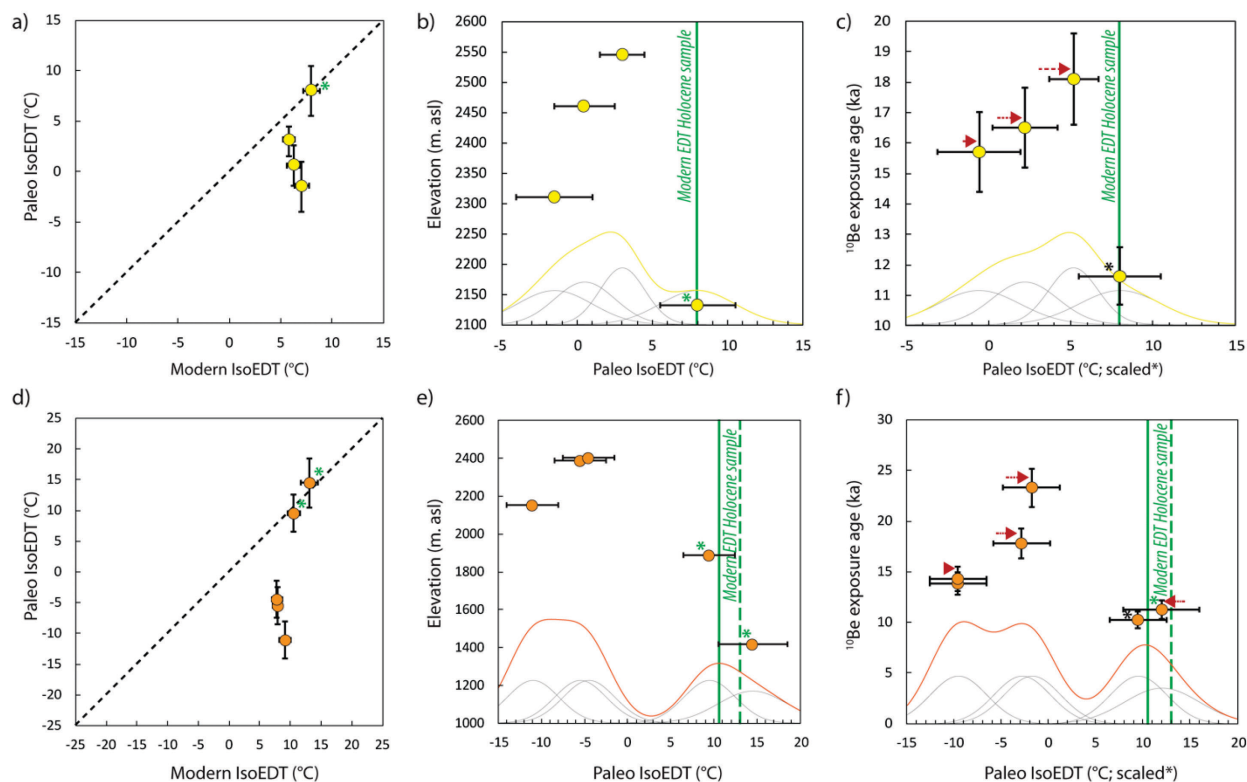 a)
15
10
5
0
-5
-10
-15
-15 -10 -5 0 5 10 15
Paleo IsoEDT (°C)
Modern IsoEDT (°C)
*
b)
2600
2550
2500
2450
2400
2350
2300
2250
2200
2150
2100
-5 0 5 10 15
Elevation (m. asl)
Paleo IsoEDT (°C)
Modern EDT Holocene sample
*
c)
20
19
18
17
16
15
14
13
12
11
10
-5 0 5 10 15
¹⁰Be exposure age (ka)
Paleo IsoEDT (°C; scaled*)
Modern EDT Holocene sample
*
d)
25
20
15
10
5
0
-5
-10
-15
-20
-25
-25 -20 -15 -10 -5 0 5 10 15 20 25
Paleo IsoEDT (°C)
Modern IsoEDT (°C)
*
*
e)
2600
2400
2200
2000
1800
1600
1400
1200
1000
-15 -10 -5 0 5 10 15 20
Elevation (m. asl)
Paleo IsoEDT (°C)
Modern EDT Holocene sample
*
*
f)
30
25
20
15
10
5
0
-15 -10 -5 0 5 10 15 20
¹⁰Be exposure age (ka)
Paleo IsoEDT (°C; scaled*)
Modern EDT Holocene sample
*
*